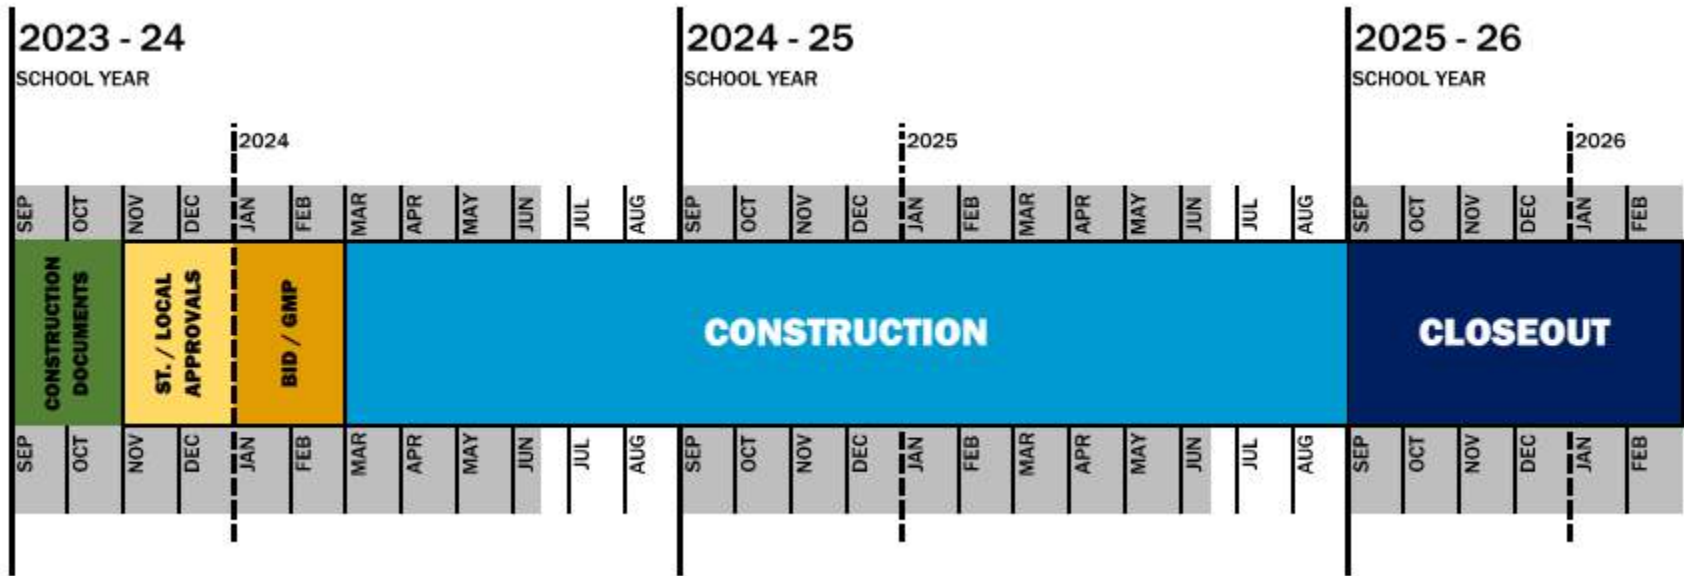 2023 - 24
SCHOOL YEAR
2024 - 25
SCHOOL YEAR
2025 - 26
SCHOOL YEAR
2024
2025
2026
SEP OCT NOV DEC JAN FEB MAR APR MAY JUN JUL AUG SEP OCT NOV DEC JAN FEB MAR APR MAY JUN JUL AUG SEP OCT NOV DEC JAN FEB
CONSTRUCTION
DOCUMENTS
ST. / LOCAL
APPROVALS
BID / GMP
CONSTRUCTION
CLOSEOUT
SEP OCT NOV DEC JAN FEB MAR APR MAY JUN JUL AUG SEP OCT NOV DEC JAN FEB MAR APR MAY JUN JUL AUG SEP OCT NOV DEC JAN FEB